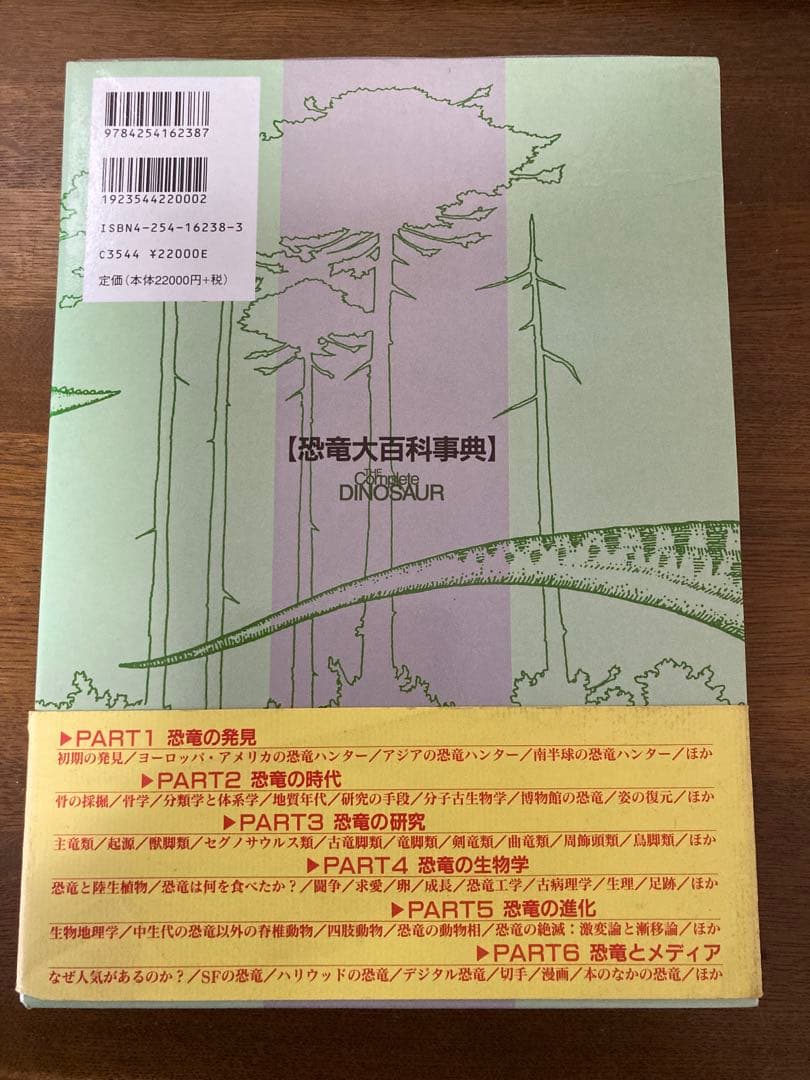 9784254162387
1923544220002
ISBN4-254-16238-3
C3544 ¥22000E
定価(本体22000円+税)
【恐竜大百科事典】
THE
Complete
DINOSAUR
▶PART1 恐竜の発見
初期の発見/ヨーロッパ・アメリカの恐竜ハンター/アジアの恐竜ハンター/南半球の恐竜ハンター/ほか
▶PART2 恐竜の時代
骨の採掘/骨学/分類学と体系学/地質年代/研究の手段/分子古生物学/博物館の恐竜/姿の復元/ほか
▶PART3 恐竜の研究
主竜類/起源/獣脚類/セグノサウルス類/古竜脚類/竜脚類/剣竜類/曲竜類/周飾頭類/鳥脚類/ほか
▶PART4 恐竜の生物学
恐竜と陸生植物/恐竜は何を食べたか?/闘争/求愛/卵/成長/恐竜工学/古病理学/生理/足跡/ほか
▶PART5 恐竜の進化
生物地理学/中生代の恐竜以外の脊椎動物/四肢動物/恐竜の動物相/恐竜の絶滅:激変論と漸移論/ほか
▶PART6 恐竜とメディア
なぜ人気があるのか?/SFの恐竜/ハリウッドの恐竜/デジタル恐竜/切手/漫画/本のなかの恐竜/ほか